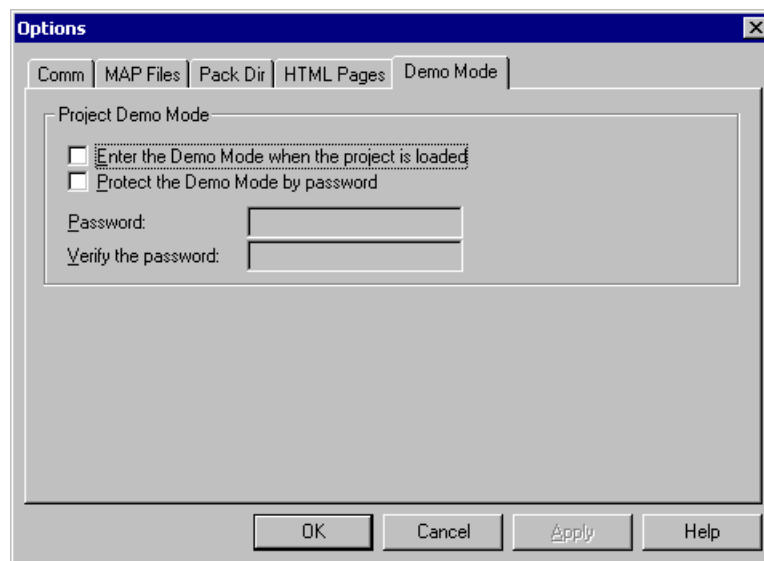 Options
Comm MAP Files Pack Dir HTML Pages Demo Mode
Project Demo Mode
Enter the Demo Mode when the project is loaded
Protect the Demo Mode by password
Password:
Verify the password:
OK Cancel Apply Help